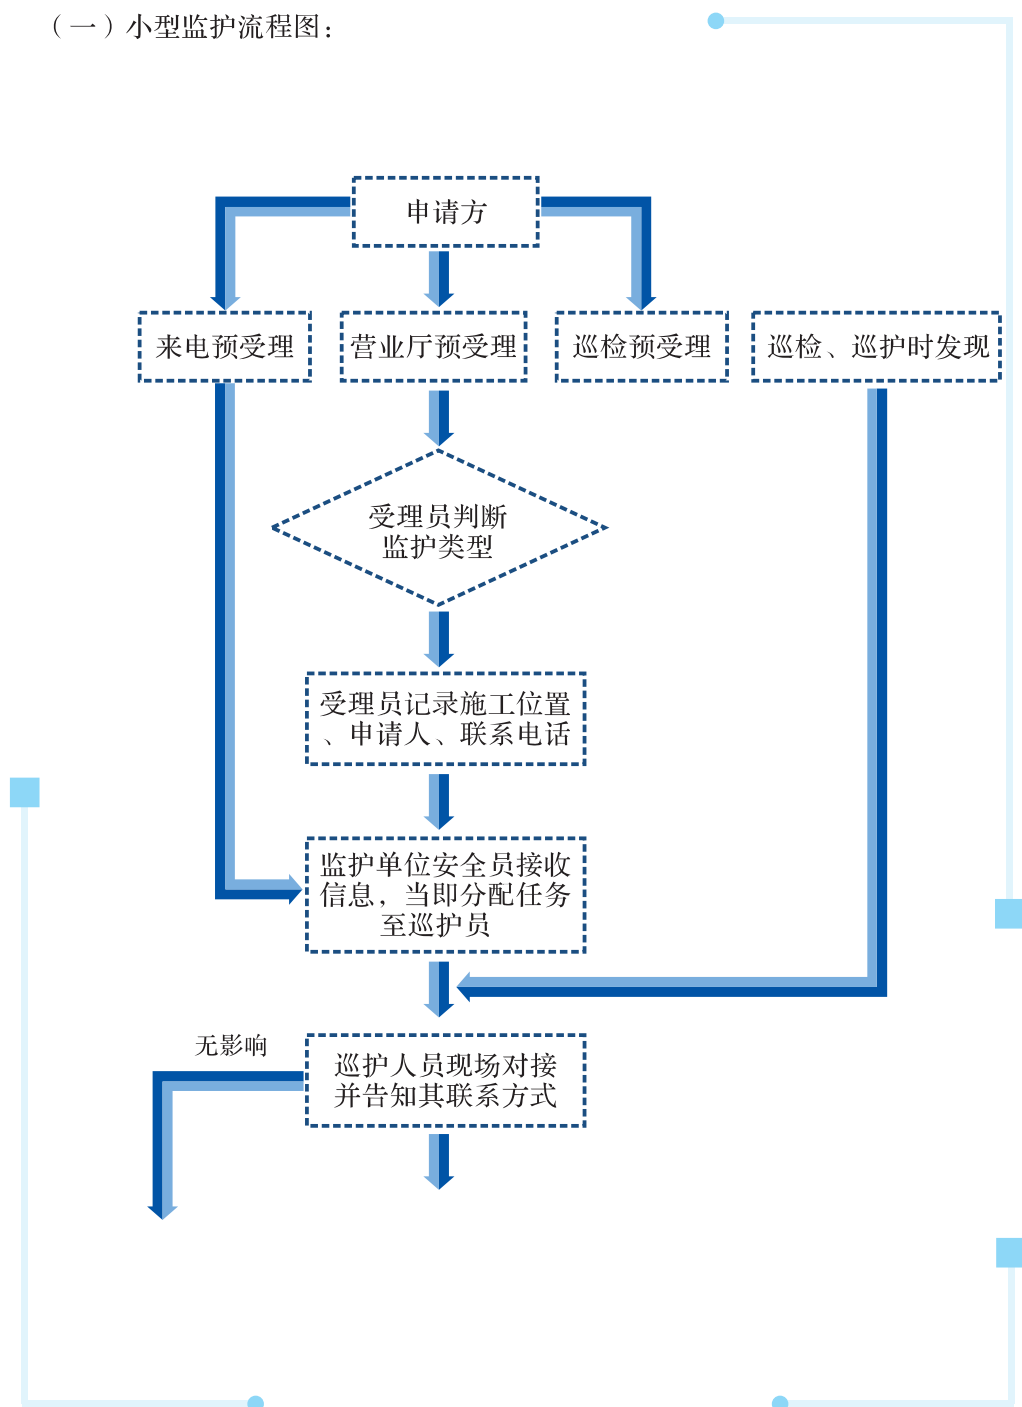 （一）小型监护流程图：
申请方
来电预受理
营业厅预受理
巡检预受理
巡检、巡护时发现
受理员判断
监护类型
受理员记录施工位置
、申请人、联系电话
监护单位安全员接收
信息，当即分配任务
至巡护员
无影响
巡护人员现场对接
并告知其联系方式